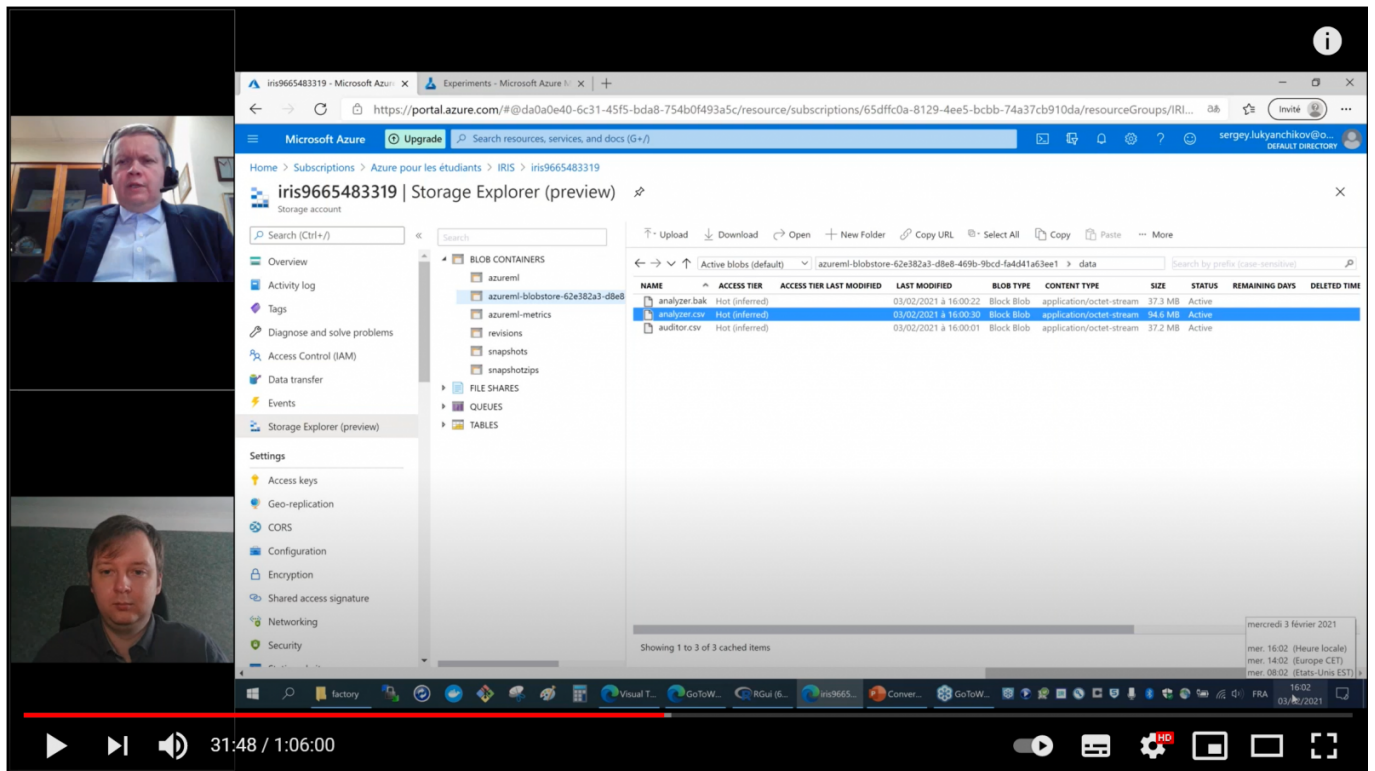 iris9665483319 - Microsoft Azur
Experiments - Microsoft Azure M
https://portal.azure.com/#@da0a0e40-6c31-45f5-bda8-754b0f493a5c/resource/subscriptions/65dffc0a-8129-4ee5-bcbb-74a37cb910da/resourceGroups/IRI...
Invité
Microsoft Azure
Upgrade
Search resources, services, and docs (G+/)
sergey.lukyanchikov@o...
DEFAULT DIRECTORY
Home > Subscriptions > Azure pour les étudiants > IRIS > iris9665483319
iris9665483319 | Storage Explorer (preview)
Storage account
Search (Ctrl+/)
Overview
Activity log
Tags
Diagnose and solve problems
Access Control (IAM)
Data transfer
Events
Storage Explorer (preview)
Settings
Access keys
Geo-replication
CORS
Configuration
Encryption
Shared access signature
Networking
Security
Search
BLOB CONTAINERS
azureml
azureml-blobstore-62e382a3-d8e8
azureml-metrics
revisions
snapshots
snapshotzips
FILE SHARES
QUEUES
TABLES
Upload Download Open New Folder Copy URL Select All Copy Paste More
Active blobs (default) azureml-blobstore-62e382a3-d8e8-469b-9bcd-fa4d41a63ee1 > data Search by prefix (case-sensitive)
NAME ACCESS TIER ACCESS TIER LAST MODIFIED LAST MODIFIED BLOB TYPE CONTENT TYPE SIZE STATUS REMAINING DAYS DELETED TIME
analyzer.bak Hot (inferred) 03/02/2021 à 16:00:22 Block Blob application/octet-stream 37.3 MB Active
analyzer.csv Hot (inferred) 03/02/2021 à 16:00:30 Block Blob application/octet-stream 94.6 MB Active
auditor.csv Hot (inferred) 03/02/2021 à 16:00:01 Block Blob application/octet-stream 37.2 MB Active
Showing 1 to 3 of 3 cached items
mercredi 3 février 2021
mer. 16:02 (Heure locale)
mer. 14:02 (Europe CET)
mer. 08:02 (Etats-Unis EST)
factory
Visual T...
GoToW...
RGui (6...
iris9665...
Conver...
GoToW...
FRA
16:02
03/02/2021
31:48 / 1:06:00
HD